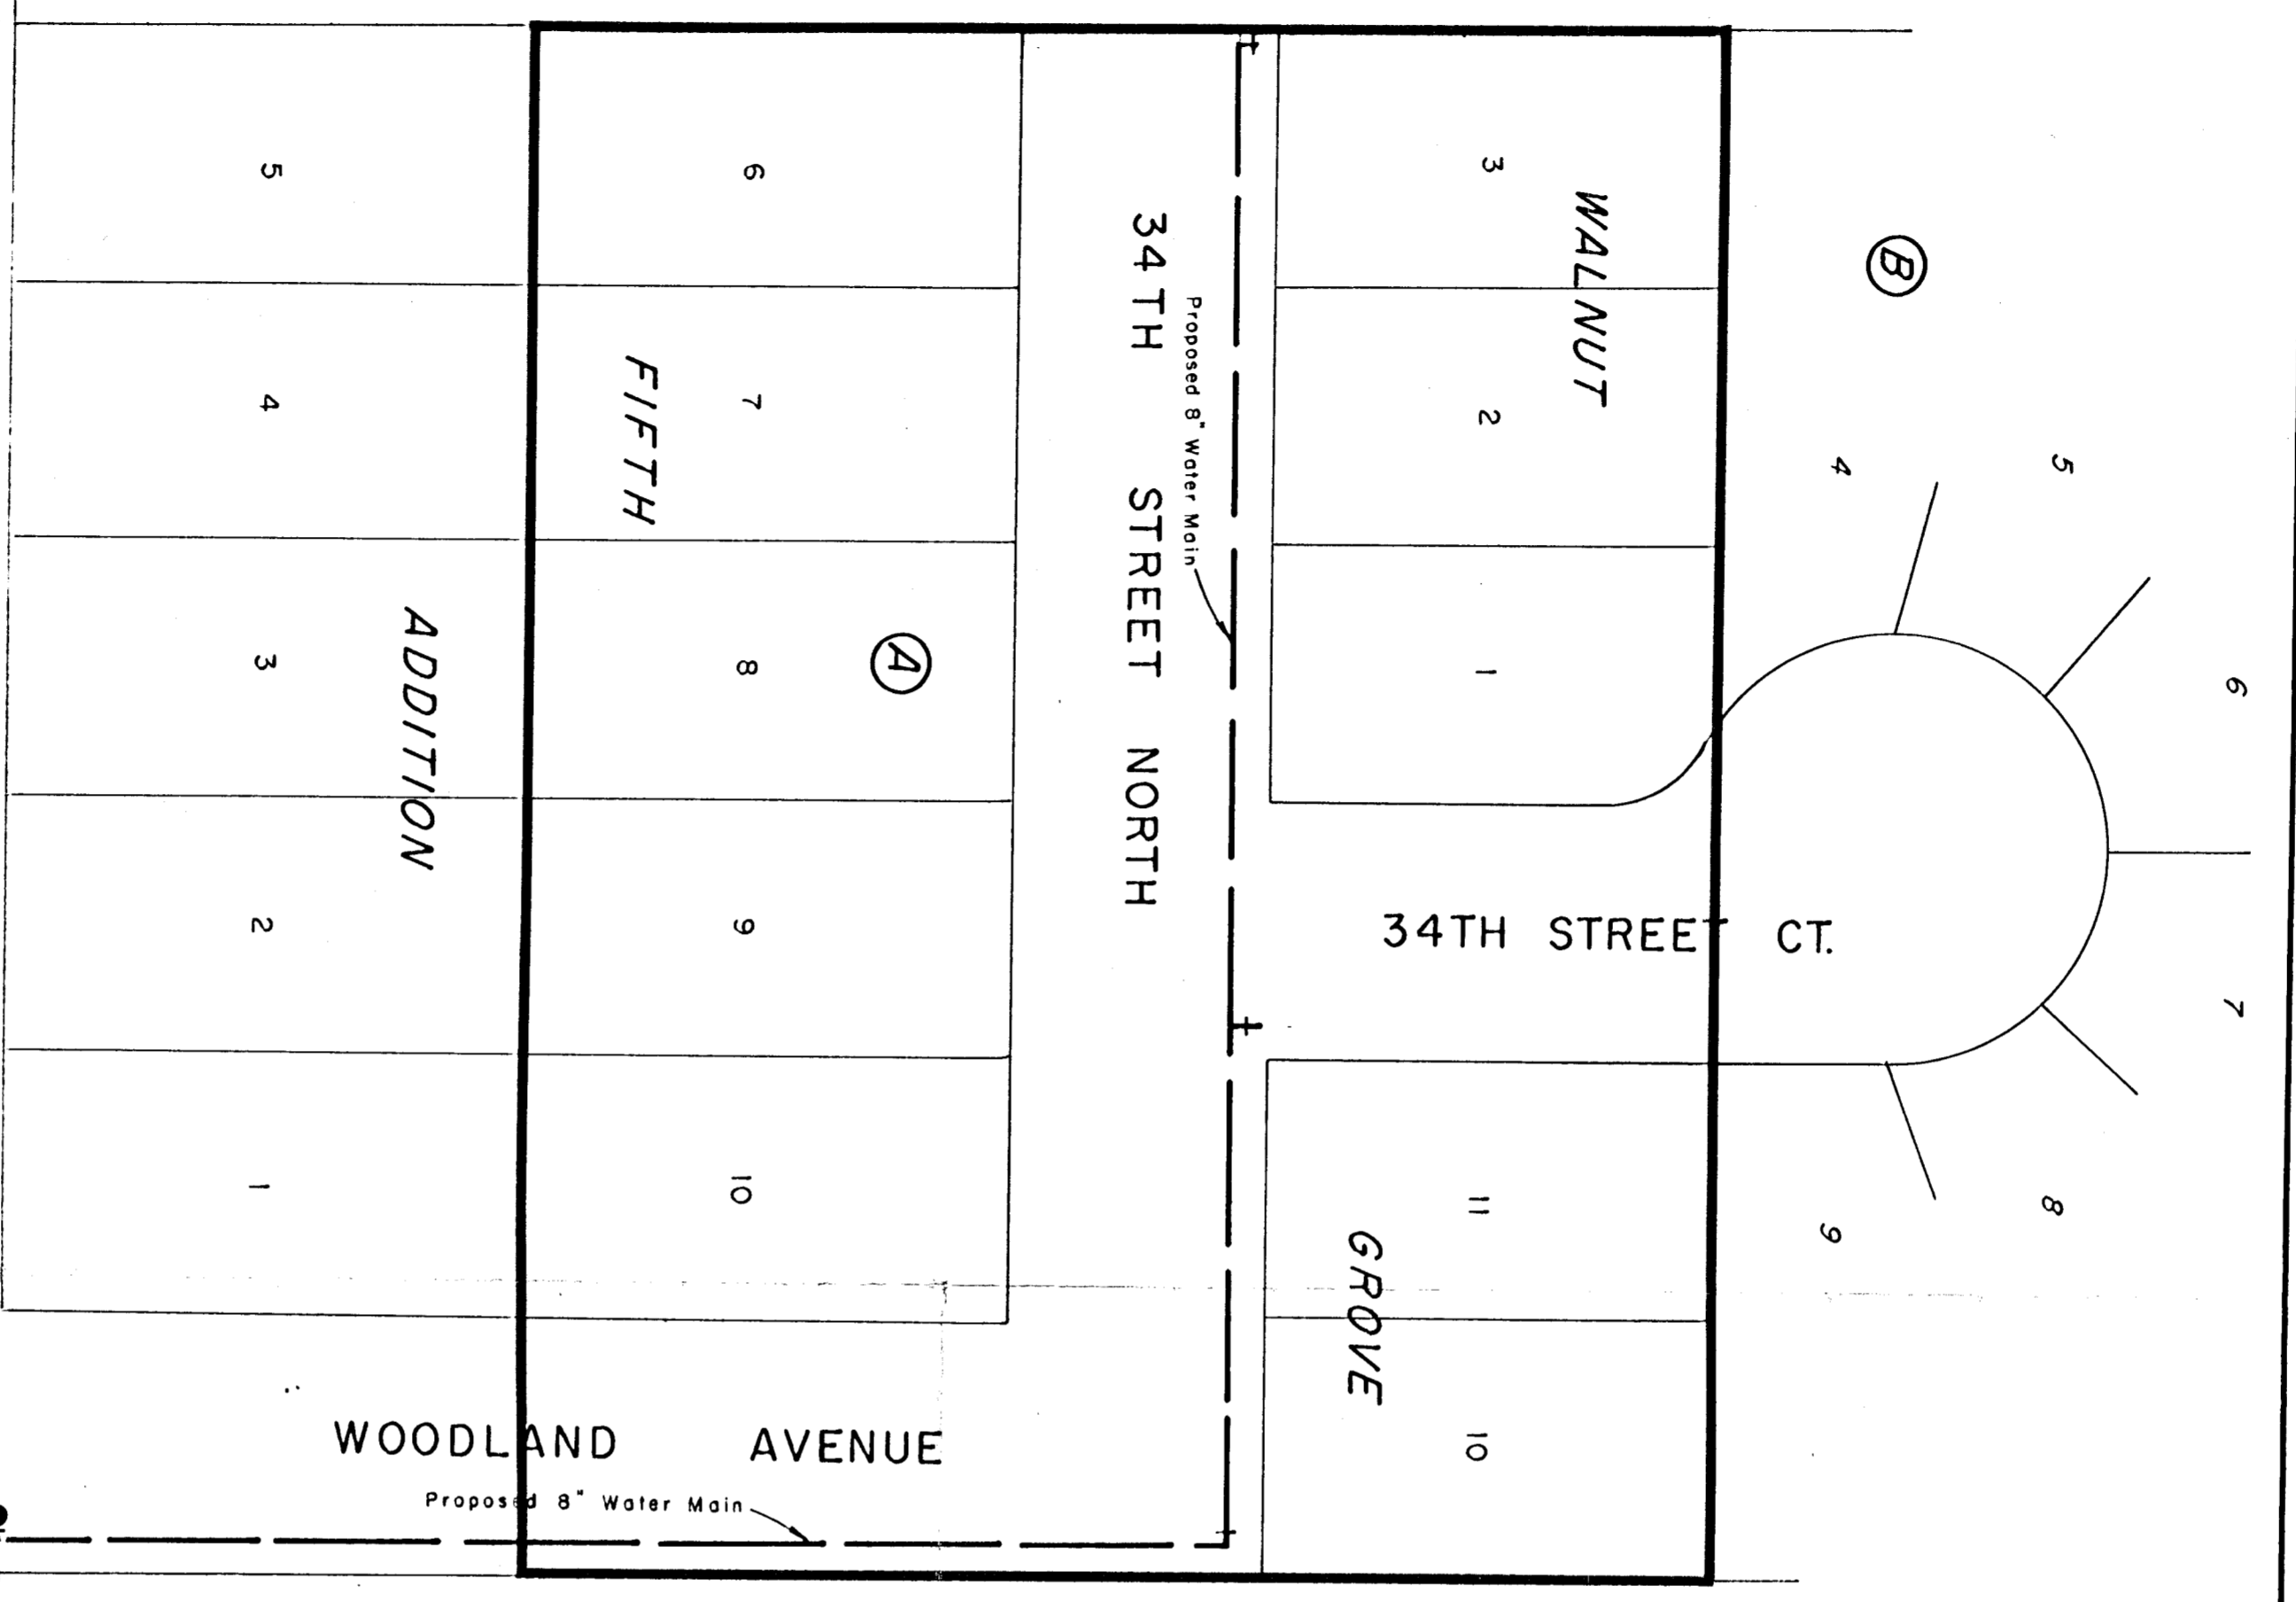 5
4
3
2
1
ADDITION
FIFTH
6
7
8
9
10
A
34TH STREET NORTH
Proposed 8" Water Main
WALNUT
GROVE
3
2
1
11
10
34TH STREET CT.
B
4
5
6
7
8
9
WOODLAND AVENUE
Proposed 8" Water Main